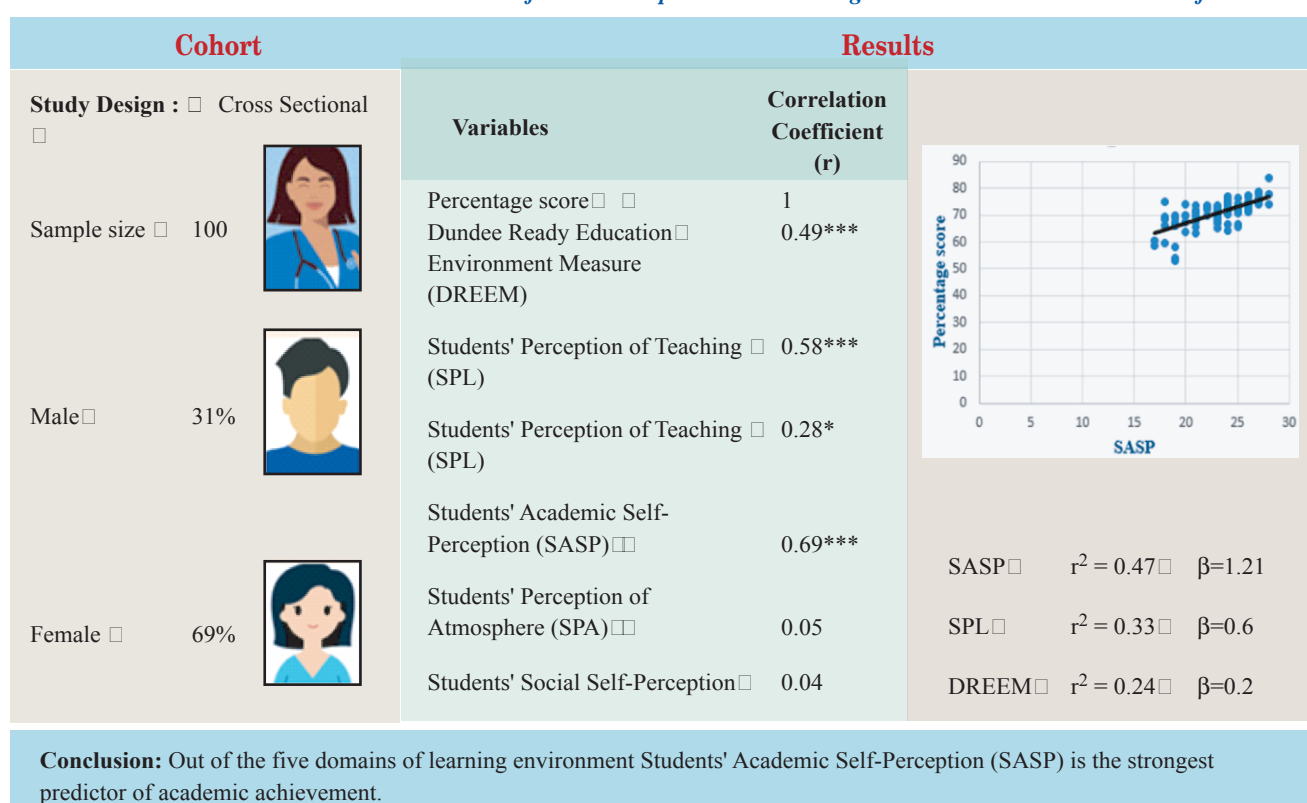 Cohort
Results
Study Design : □ Cross Sectional
□
Sample size □ 100
Male□ 31%
Female □ 69%
Variables
Correlation
Coefficient
(r)
Percentage score□ □ 1
Dundee Ready Education□ 0.49***
Environment Measure
(DREEM)
Students' Perception of Teaching □ 0.58***
(SPL)
Students' Perception of Teaching □ 0.28*
(SPL)
Students' Academic Self-
Perception (SASP)□□ 0.69***
Students' Perception of
Atmosphere (SPA)□□ 0.05
Students' Social Self-Perception□ 0.04
90
80
70
60
50
40
30
20
10
0
Percentage score
0 5 10 15 20 25 30
SASP
SASP□ r² = 0.47□ β=1.21
SPL□ r² = 0.33□ β=0.6
DREEM□ r² = 0.24□ β=0.2
Conclusion: Out of the five domains of learning environment Students' Academic Self-Perception (SASP) is the strongest
predictor of academic achievement.